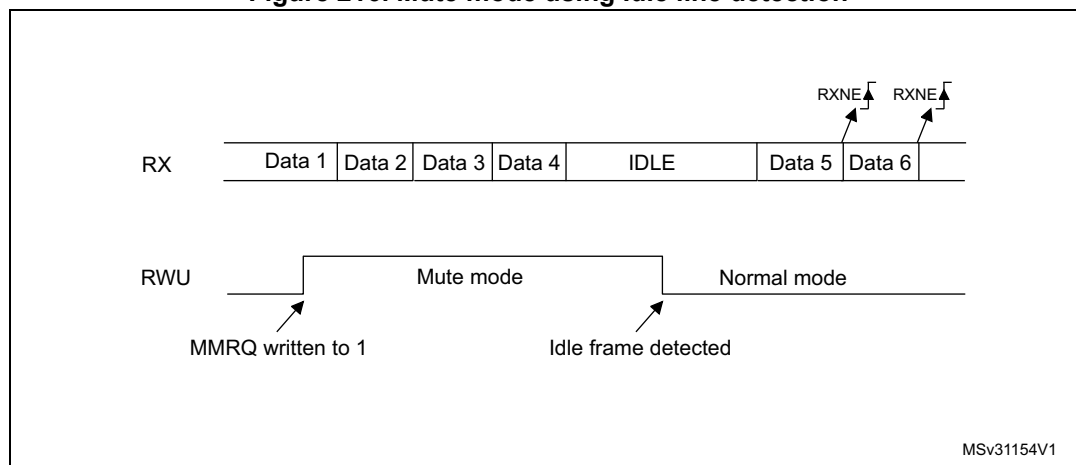 RXNE RXNE
RX Data 1 Data 2 Data 3 Data 4 IDLE Data 5 Data 6
RWU Mute mode Normal mode
MMRQ written to 1 Idle frame detected
MSv31154V1